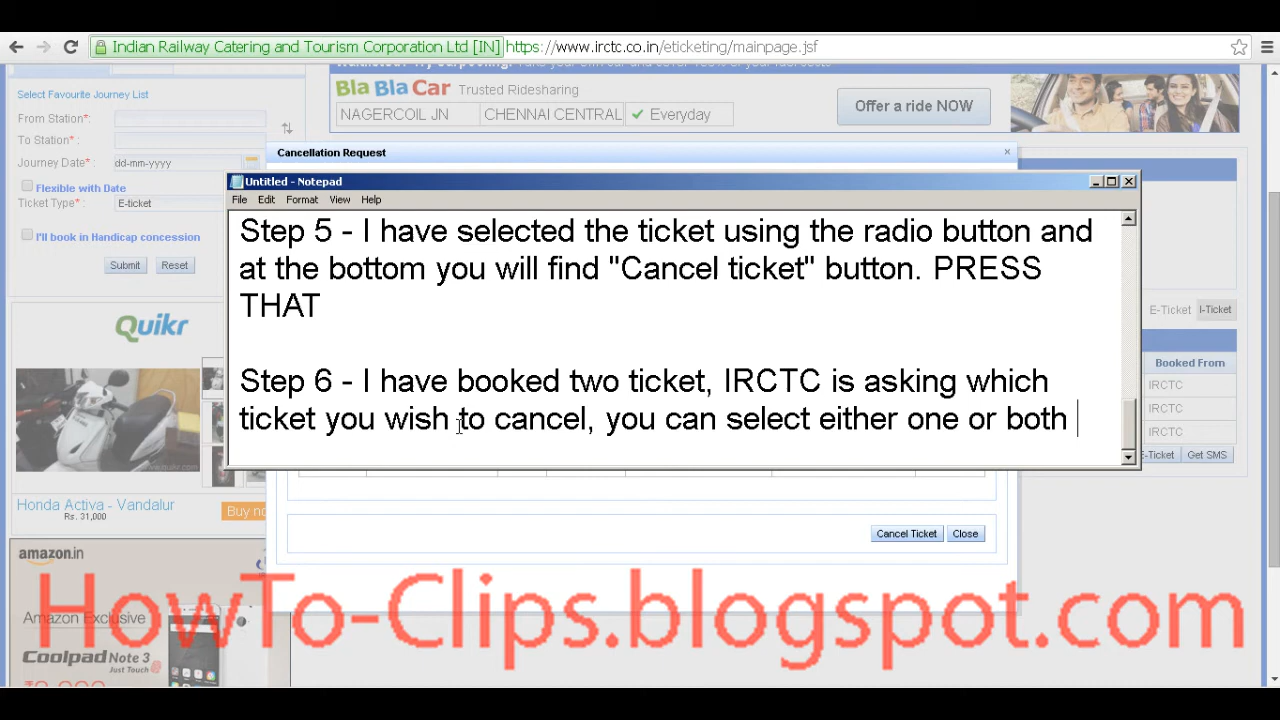 Indian Railway Catering and Tourism Corporation Ltd [IN] https://www.irctc.co.in/eticketing/mainpage.jsf
Select Favourite Journey List
From Station*:
To Station* :
Journey Date* : dd-mm-yyyy
Flexible with Date
Ticket Type* : E-ticket
I'll book in Handicap concession
Submit Reset
Bla Bla Car Trusted Ridesharing
NAGERCOIL JN CHENNAI CENTRAL Everyday
Offer a ride NOW
Cancellation Request
Untitled - Notepad
File Edit Format View Help
Step 5 - I have selected the ticket using the radio button and
at the bottom you will find "Cancel ticket" button. PRESS
THAT
Step 6 - I have booked two ticket, IRCTC is asking which
ticket you wish to cancel, you can select either one or both
E-Ticket I-Ticket
Booked From
IRCTC
IRCTC
IRCTC
E-Ticket Get SMS
Quikr
Honda Activa - Vandalur
Rs. 31,000
Buy no
Cancel Ticket Close
amazon.in
Amazon Exclusive
Coolpad Note 3
Just Touch
HowTo-Clips.blogspot.com